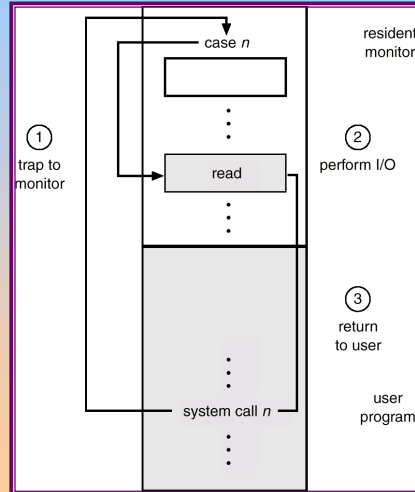 case n
resident
monitor
1
trap to
monitor
2
perform I/O
read
3
return
to user
system call n
user
program